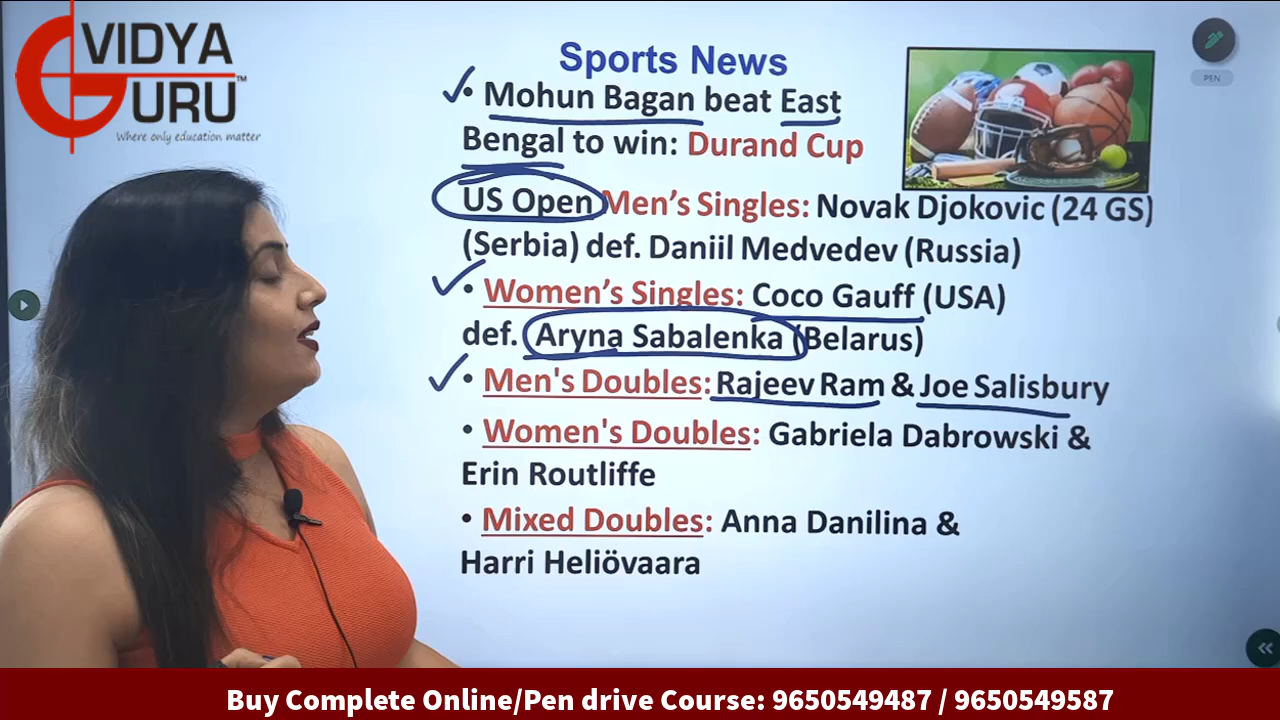 VIDYA
GURU™
Where only education matter
Sports News
• Mohun Bagan beat East
Bengal to win: Durand Cup
US Open Men's Singles: Novak Djokovic (24 GS)
(Serbia) def. Daniil Medvedev (Russia)
• Women's Singles: Coco Gauff (USA)
def. Aryna Sabalenka (Belarus)
• Men's Doubles: Rajeev Ram & Joe Salisbury
• Women's Doubles: Gabriela Dabrowski &
Erin Routliffe
• Mixed Doubles: Anna Danilina &
Harri Heliövaara
PEN
Buy Complete Online/Pen drive Course: 9650549487 / 9650549587